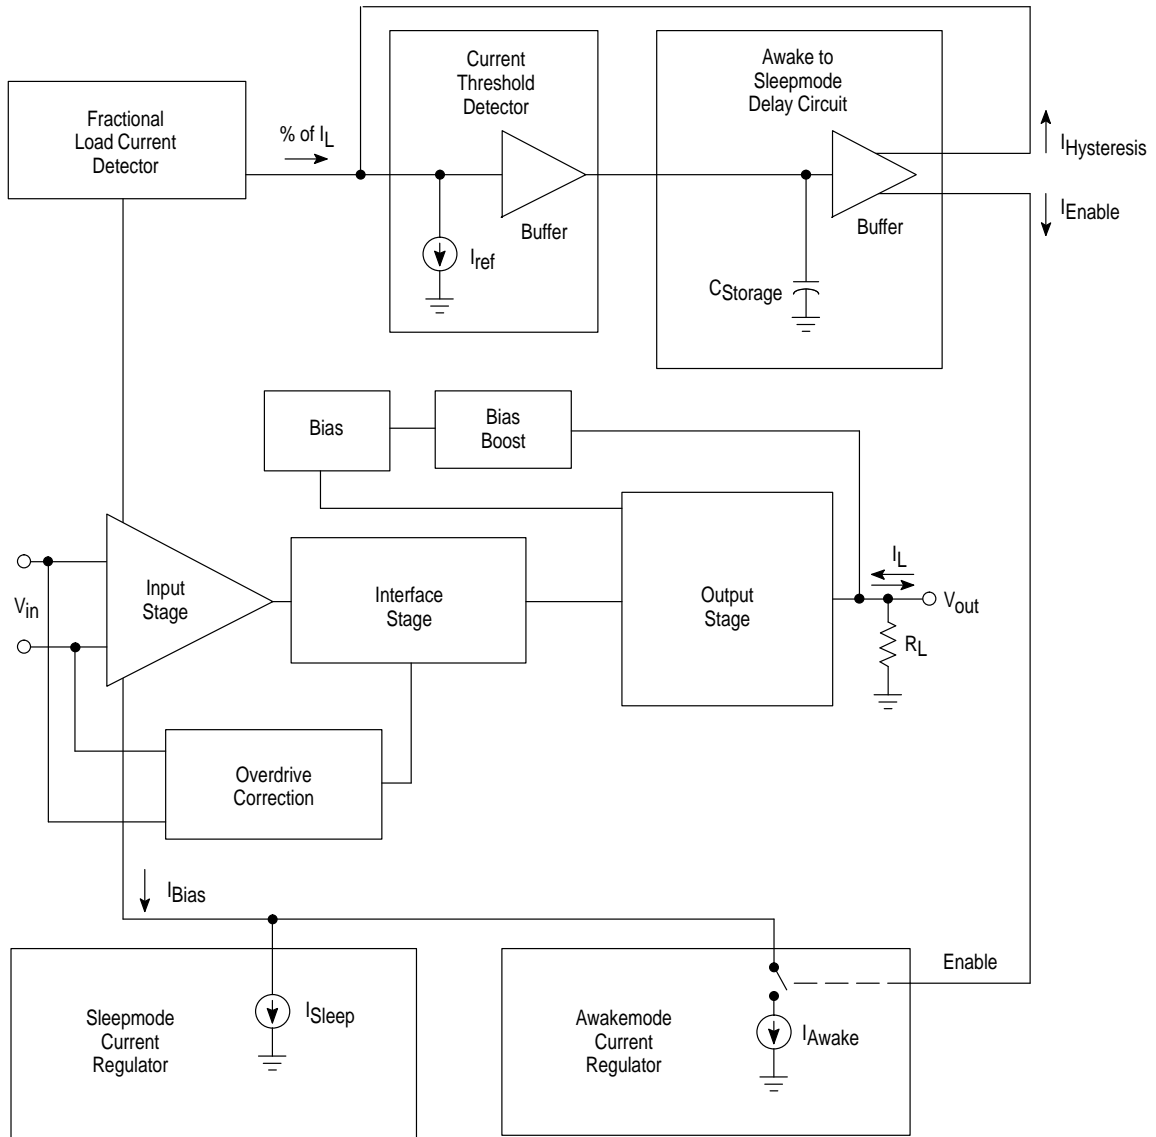 Fractional
Load Current
Detector
% of IL
Current
Threshold
Detector
Buffer
Iref
Awake to
Sleepmode
Delay Circuit
Buffer
CStorage
IHysteresis
IEnable
Bias
Bias
Boost
Vin
Input
Stage
Interface
Stage
Output
Stage
IL
Vout
RL
Overdrive
Correction
IBias
Sleepmode
Current
Regulator
ISleep
Awakemode
Current
Regulator
IAwake
Enable